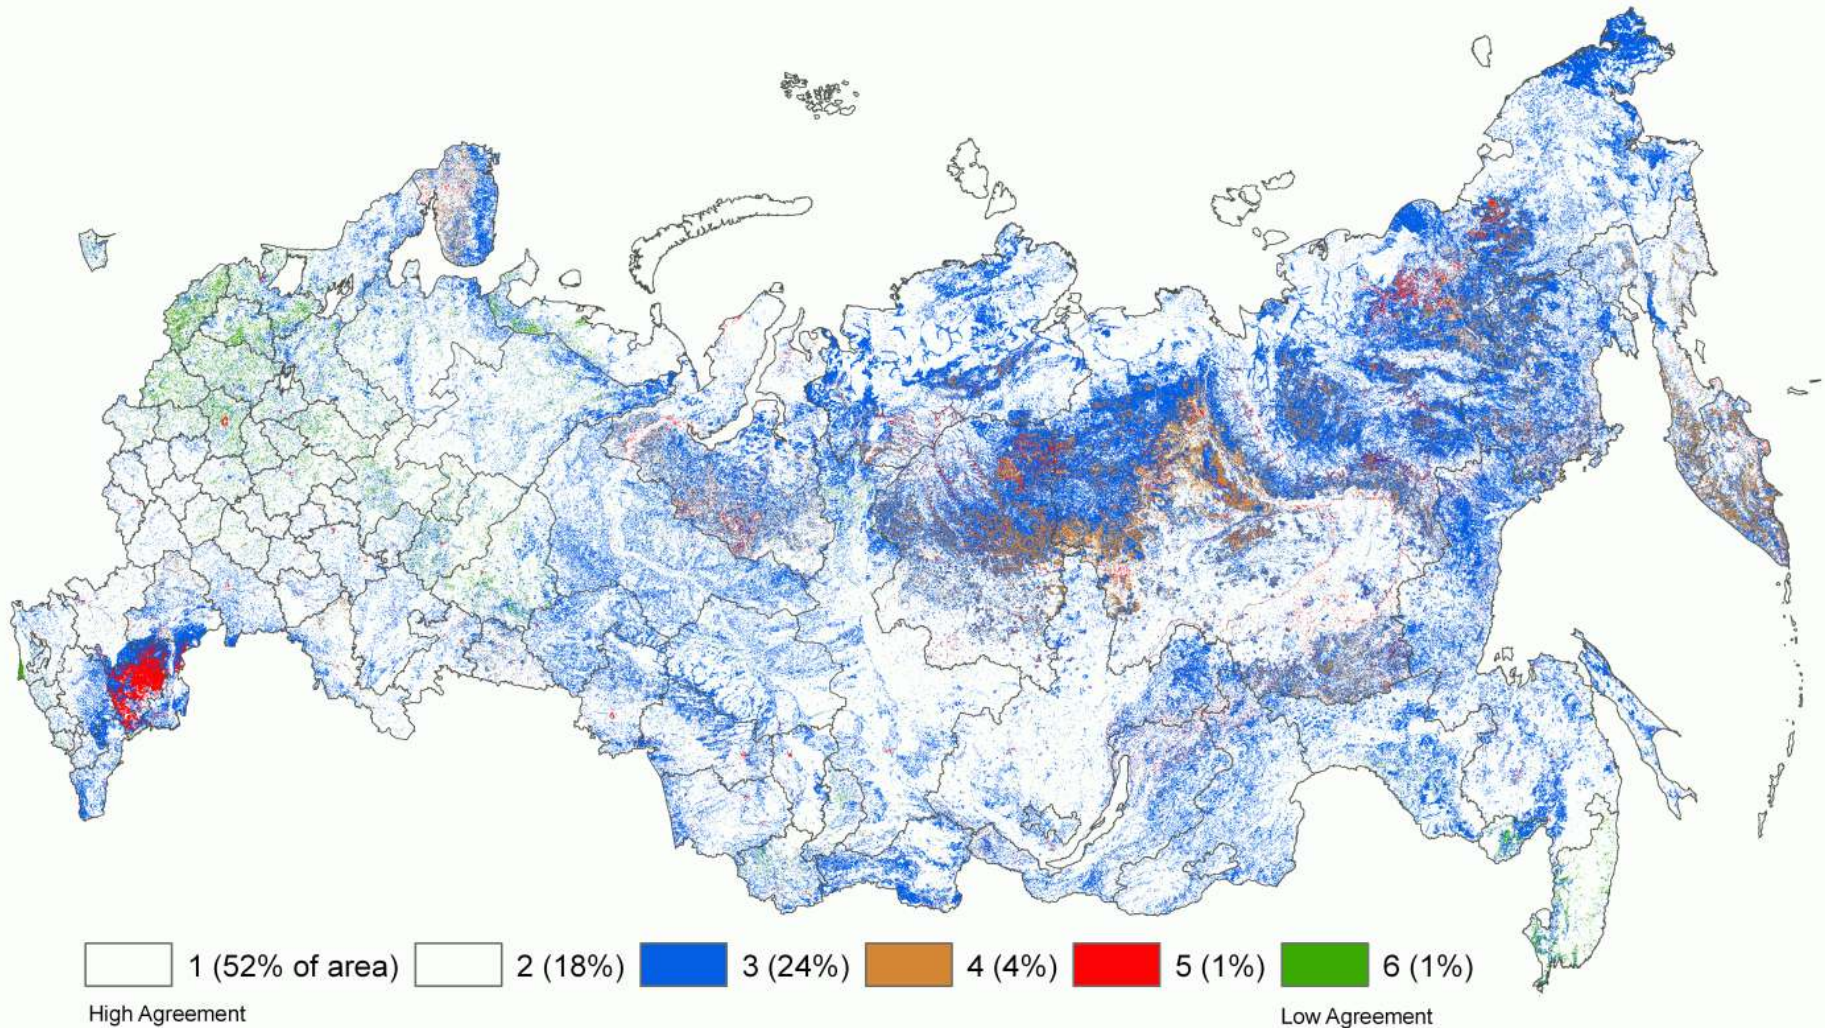 1 (52% of area) 2 (18%) 3 (24%) 4 (4%) 5 (1%) 6 (1%)
High Agreement Low Agreement